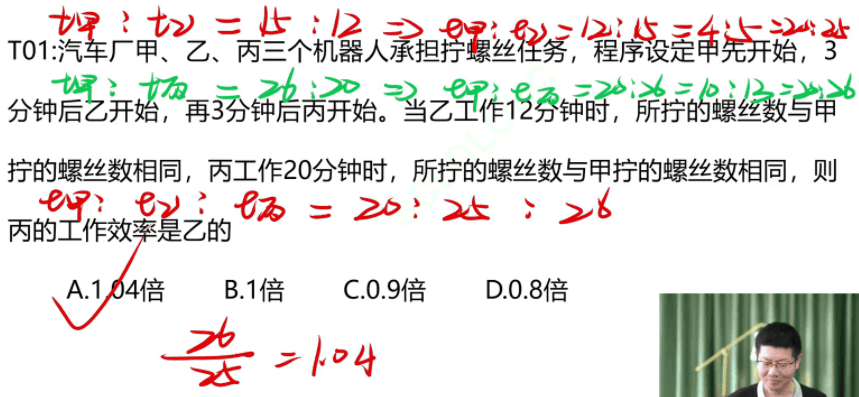 t甲:t乙=15:12=>e甲:e乙=12:15=4:5=20:25
T01:汽车厂甲、乙、丙三个机器人承担拧螺丝任务，程序设定甲先开始，3
t甲:t丙=26:20=>e甲:e丙=20:26=10:13=20:26
分钟后乙开始，再3分钟后丙开始。当乙工作12分钟时，所拧的螺丝数与甲
拧的螺丝数相同，丙工作20分钟时，所拧的螺丝数与甲拧的螺丝数相同，则
e甲:e乙:e丙=20:25:26
丙的工作效率是乙的
A.1.04倍 B.1倍 C.0.9倍 D.0.8倍
26/25=1.04